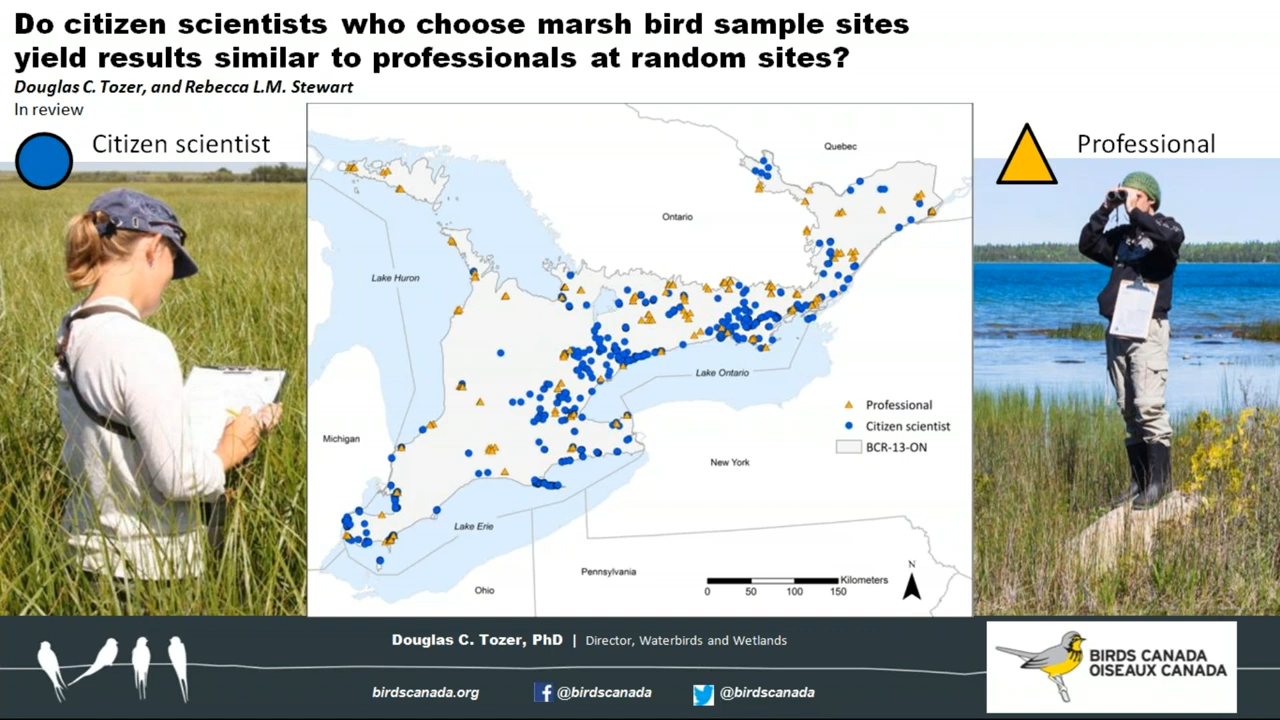 Do citizen scientists who choose marsh bird sample sites
yield results similar to professionals at random sites?
Douglas C. Tozer, and Rebecca L.M. Stewart
In review
Citizen scientist
Professional
Quebec
Ontario
Lake Huron
Lake Ontario
Professional
Citizen scientist
BCR-13-ON
Michigan
New York
Lake Erie
Pennsylvania
Ohio
N
Kilometers
0 50 100 150
Douglas C. Tozer, PhD | Director, Waterbirds and Wetlands
birdscanada.org @birdscanada @birdscanada
BIRDS CANADA
OISEAUX CANADA